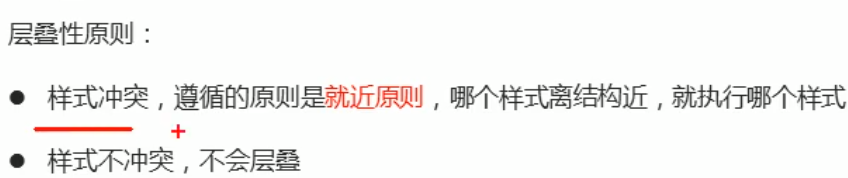 层叠性原则：
● 样式冲突，遵循的原则是就近原则，哪个样式离结构近，就执行哪个样式
● 样式不冲突，不会层叠